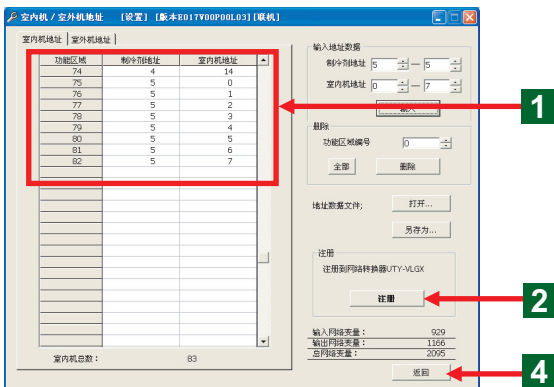 室内机/室外机地址 [设置] [版本E017V00P00L03][联机]
室内机地址 室外机地址
功能区域 制冷剂地址 室内机地址
74 4 14
75 5 0
76 5 1
77 5 2
78 5 3
79 5 4
80 5 5
81 5 6
82 5 7
室内机总数: 83
输入地址数据
制冷剂地址 5 — 5
室内机地址 0 — 7
输入
1
删除
功能区域编号 0
全部 删除
地址数据文件; 打开...
另存为...
注册
注册到网络转换器UTY-VLGX
注册
2
输入网络变量: 929
输出网络变量: 1166
总网络变量: 2095
返回
4